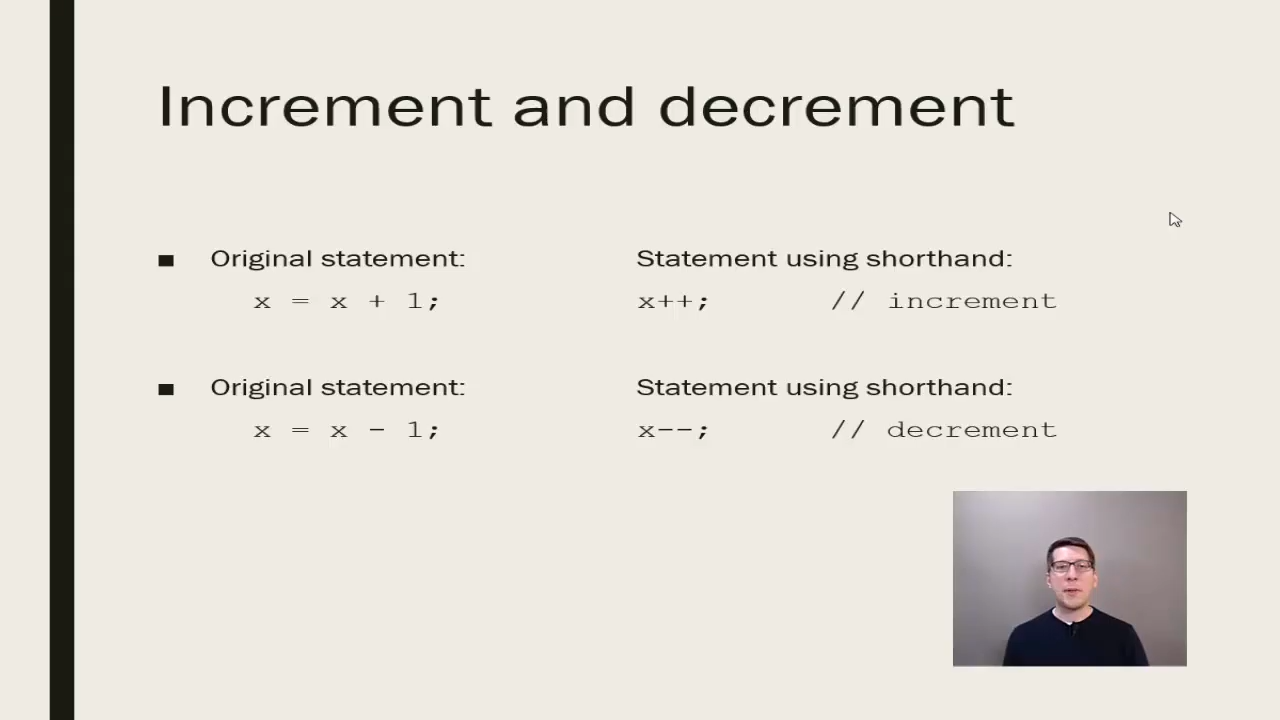 Increment and decrement
Original statement: Statement using shorthand:
x = x + 1; x++; // increment
Original statement: Statement using shorthand:
x = x - 1; x--; // decrement